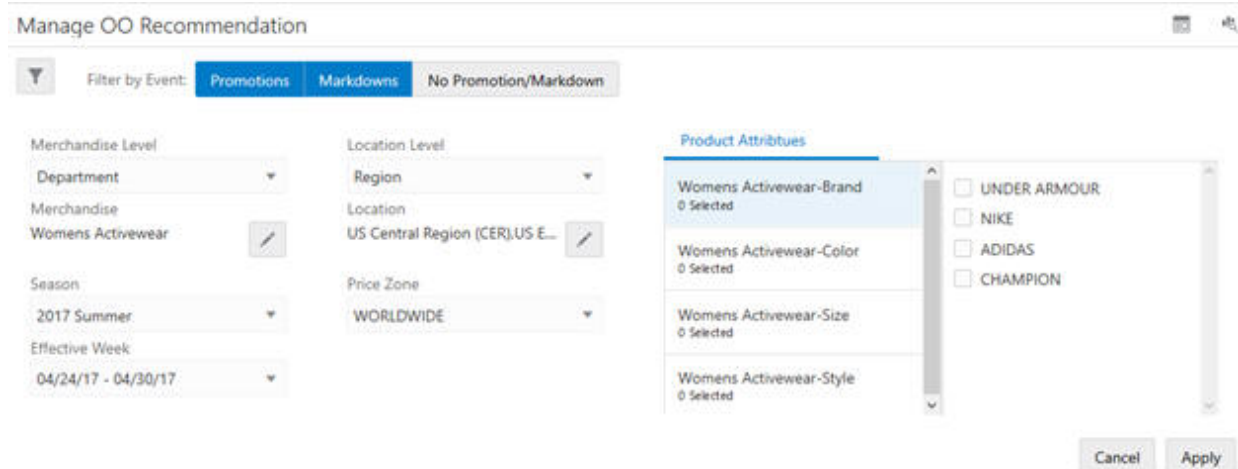 Manage OO Recommendation
Filter by Event: Promotions Markdowns No Promotion/Markdown
Merchandise Level
Department
Merchandise
Womens Activewear
Season
2017 Summer
Effective Week
04/24/17 - 04/30/17
Location Level
Region
Location
US Central Region (CER),US E...
Price Zone
WORLDWIDE
Product Attribtues
Womens Activewear-Brand
0 Selected
Womens Activewear-Color
0 Selected
Womens Activewear-Size
0 Selected
Womens Activewear-Style
0 Selected
UNDER ARMOUR
NIKE
ADIDAS
CHAMPION
Cancel Apply